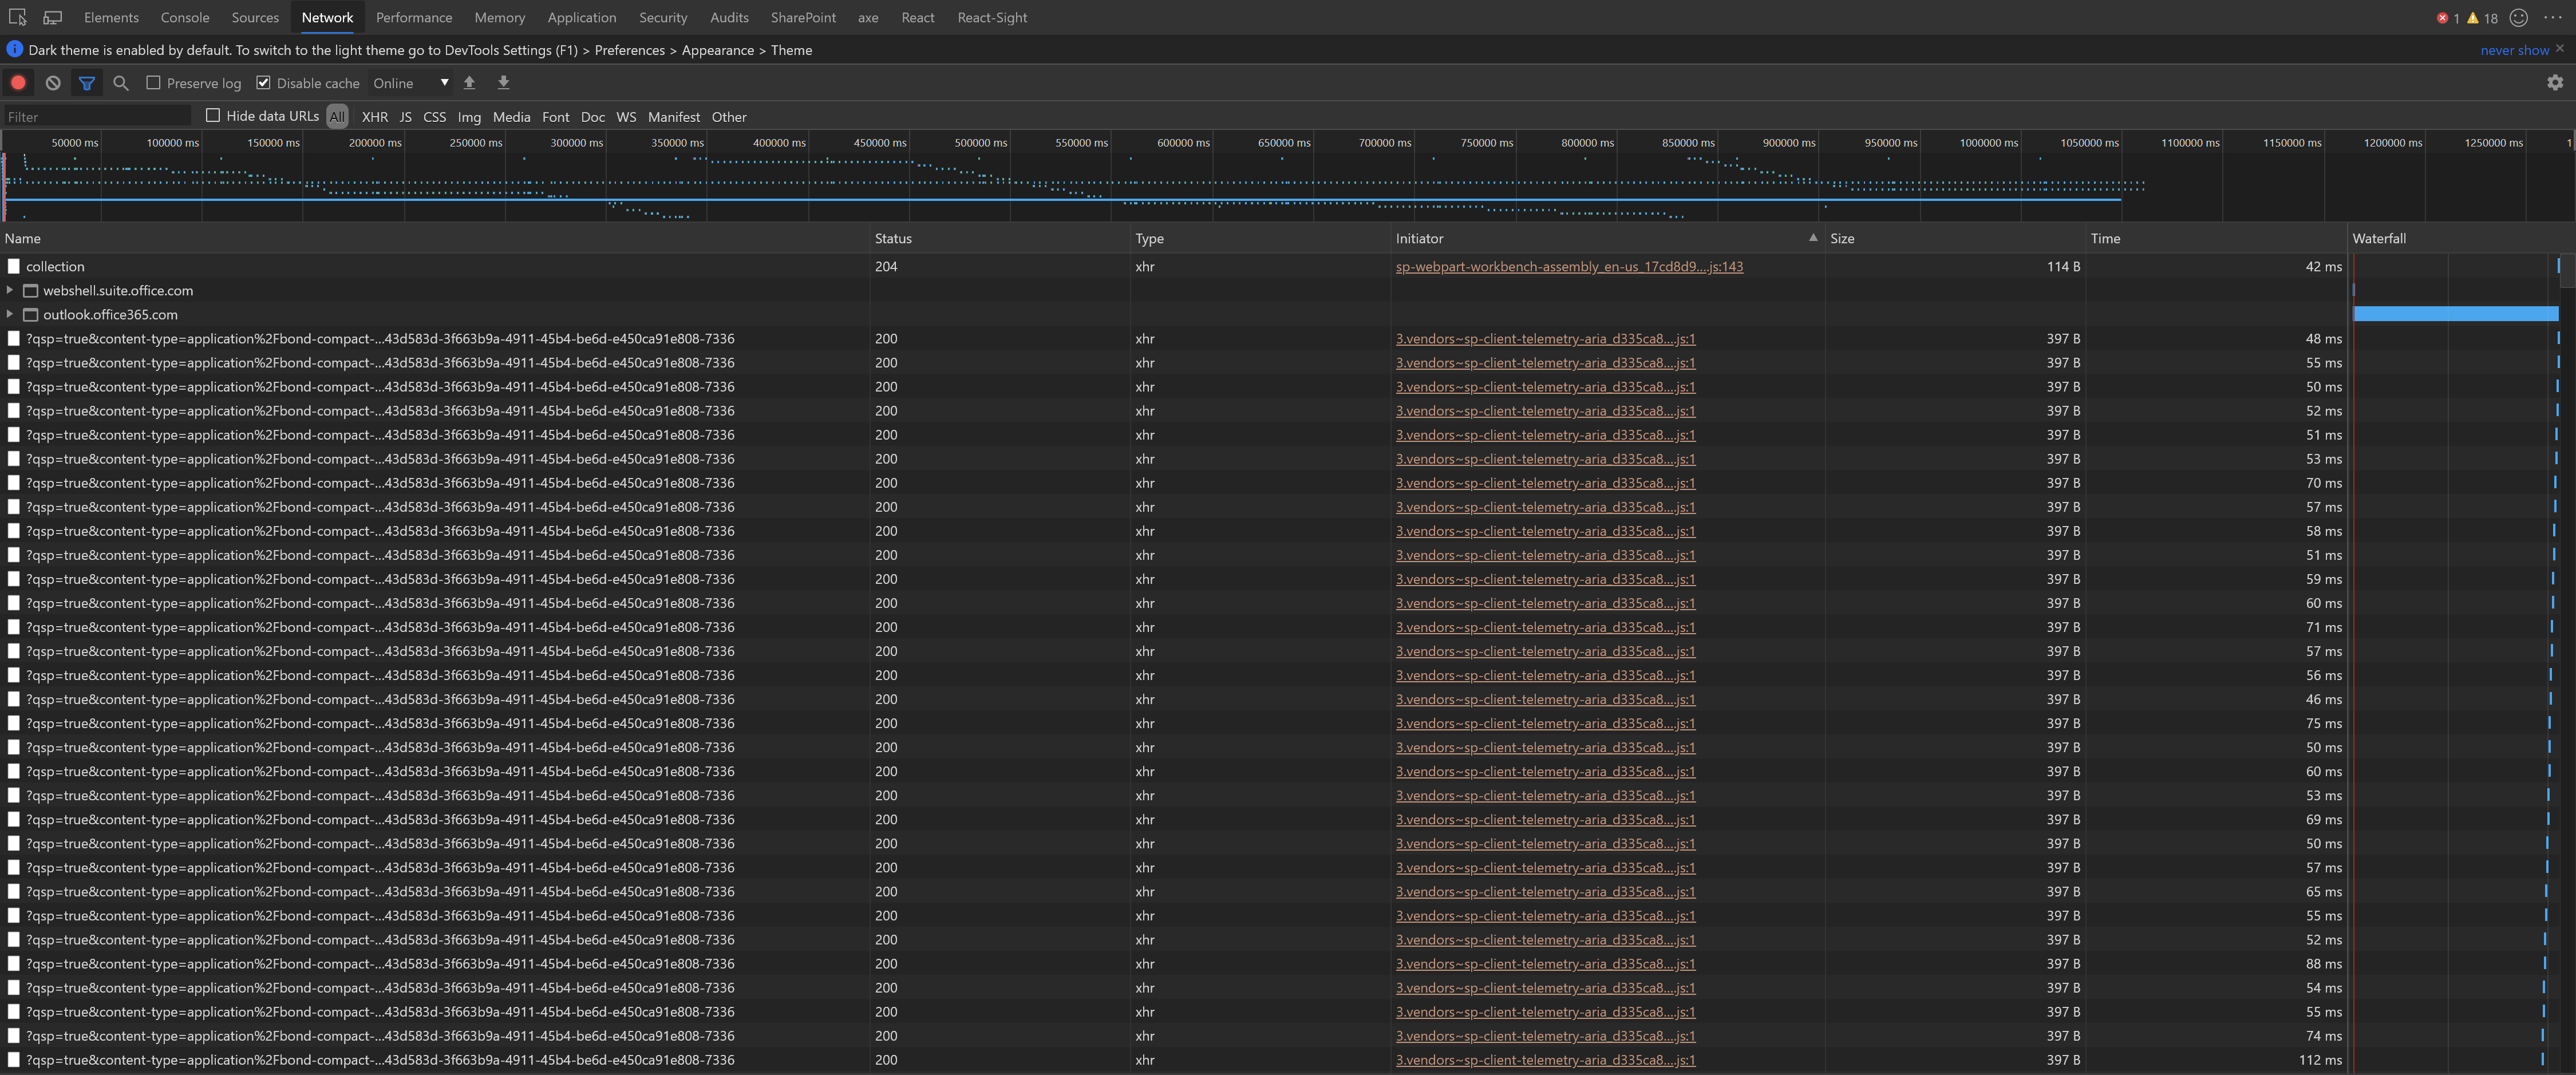 Elements Console Sources Network Performance Memory Application Security Audits SharePoint axe React React-Sight 1 18
Dark theme is enabled by default. To switch to the light theme go to DevTools Settings (F1) > Preferences > Appearance > Theme never show
Preserve log Disable cache Online
Filter Hide data URLs All XHR JS CSS Img Media Font Doc WS Manifest Other
50000 ms 100000 ms 150000 ms 200000 ms 250000 ms 300000 ms 350000 ms 400000 ms 450000 ms 500000 ms 550000 ms 600000 ms 650000 ms 700000 ms 750000 ms 800000 ms 850000 ms 900000 ms 950000 ms 1000000 ms 1050000 ms 1100000 ms 1150000 ms 1200000 ms 1250000 ms 1
Name Status Type Initiator Size Time Waterfall
collection 204 xhr sp-webpart-workbench-assembly_en-us_17cd8d9....js:143 114 B 42 ms
webshell.suite.office.com
outlook.office365.com
?qsp=true&content-type=application%2Fbond-compact-...43d583d-3f663b9a-4911-45b4-be6d-e450ca91e808-7336 200 xhr 3.vendors~sp-client-telemetry-aria_d335ca8....js:1 397 B 48 ms
?qsp=true&content-type=application%2Fbond-compact-...43d583d-3f663b9a-4911-45b4-be6d-e450ca91e808-7336 200 xhr 3.vendors~sp-client-telemetry-aria_d335ca8....js:1 397 B 55 ms
?qsp=true&content-type=application%2Fbond-compact-...43d583d-3f663b9a-4911-45b4-be6d-e450ca91e808-7336 200 xhr 3.vendors~sp-client-telemetry-aria_d335ca8....js:1 397 B 50 ms
?qsp=true&content-type=application%2Fbond-compact-...43d583d-3f663b9a-4911-45b4-be6d-e450ca91e808-7336 200 xhr 3.vendors~sp-client-telemetry-aria_d335ca8....js:1 397 B 52 ms
?qsp=true&content-type=application%2Fbond-compact-...43d583d-3f663b9a-4911-45b4-be6d-e450ca91e808-7336 200 xhr 3.vendors~sp-client-telemetry-aria_d335ca8....js:1 397 B 51 ms
?qsp=true&content-type=application%2Fbond-compact-...43d583d-3f663b9a-4911-45b4-be6d-e450ca91e808-7336 200 xhr 3.vendors~sp-client-telemetry-aria_d335ca8....js:1 397 B 53 ms
?qsp=true&content-type=application%2Fbond-compact-...43d583d-3f663b9a-4911-45b4-be6d-e450ca91e808-7336 200 xhr 3.vendors~sp-client-telemetry-aria_d335ca8....js:1 397 B 70 ms
?qsp=true&content-type=application%2Fbond-compact-...43d583d-3f663b9a-4911-45b4-be6d-e450ca91e808-7336 200 xhr 3.vendors~sp-client-telemetry-aria_d335ca8....js:1 397 B 57 ms
?qsp=true&content-type=application%2Fbond-compact-...43d583d-3f663b9a-4911-45b4-be6d-e450ca91e808-7336 200 xhr 3.vendors~sp-client-telemetry-aria_d335ca8....js:1 397 B 58 ms
?qsp=true&content-type=application%2Fbond-compact-...43d583d-3f663b9a-4911-45b4-be6d-e450ca91e808-7336 200 xhr 3.vendors~sp-client-telemetry-aria_d335ca8....js:1 397 B 51 ms
?qsp=true&content-type=application%2Fbond-compact-...43d583d-3f663b9a-4911-45b4-be6d-e450ca91e808-7336 200 xhr 3.vendors~sp-client-telemetry-aria_d335ca8....js:1 397 B 59 ms
?qsp=true&content-type=application%2Fbond-compact-...43d583d-3f663b9a-4911-45b4-be6d-e450ca91e808-7336 200 xhr 3.vendors~sp-client-telemetry-aria_d335ca8....js:1 397 B 60 ms
?qsp=true&content-type=application%2Fbond-compact-...43d583d-3f663b9a-4911-45b4-be6d-e450ca91e808-7336 200 xhr 3.vendors~sp-client-telemetry-aria_d335ca8....js:1 397 B 71 ms
?qsp=true&content-type=application%2Fbond-compact-...43d583d-3f663b9a-4911-45b4-be6d-e450ca91e808-7336 200 xhr 3.vendors~sp-client-telemetry-aria_d335ca8....js:1 397 B 57 ms
?qsp=true&content-type=application%2Fbond-compact-...43d583d-3f663b9a-4911-45b4-be6d-e450ca91e808-7336 200 xhr 3.vendors~sp-client-telemetry-aria_d335ca8....js:1 397 B 56 ms
?qsp=true&content-type=application%2Fbond-compact-...43d583d-3f663b9a-4911-45b4-be6d-e450ca91e808-7336 200 xhr 3.vendors~sp-client-telemetry-aria_d335ca8....js:1 397 B 46 ms
?qsp=true&content-type=application%2Fbond-compact-...43d583d-3f663b9a-4911-45b4-be6d-e450ca91e808-7336 200 xhr 3.vendors~sp-client-telemetry-aria_d335ca8....js:1 397 B 75 ms
?qsp=true&content-type=application%2Fbond-compact-...43d583d-3f663b9a-4911-45b4-be6d-e450ca91e808-7336 200 xhr 3.vendors~sp-client-telemetry-aria_d335ca8....js:1 397 B 50 ms
?qsp=true&content-type=application%2Fbond-compact-...43d583d-3f663b9a-4911-45b4-be6d-e450ca91e808-7336 200 xhr 3.vendors~sp-client-telemetry-aria_d335ca8....js:1 397 B 60 ms
?qsp=true&content-type=application%2Fbond-compact-...43d583d-3f663b9a-4911-45b4-be6d-e450ca91e808-7336 200 xhr 3.vendors~sp-client-telemetry-aria_d335ca8....js:1 397 B 53 ms
?qsp=true&content-type=application%2Fbond-compact-...43d583d-3f663b9a-4911-45b4-be6d-e450ca91e808-7336 200 xhr 3.vendors~sp-client-telemetry-aria_d335ca8....js:1 397 B 69 ms
?qsp=true&content-type=application%2Fbond-compact-...43d583d-3f663b9a-4911-45b4-be6d-e450ca91e808-7336 200 xhr 3.vendors~sp-client-telemetry-aria_d335ca8....js:1 397 B 50 ms
?qsp=true&content-type=application%2Fbond-compact-...43d583d-3f663b9a-4911-45b4-be6d-e450ca91e808-7336 200 xhr 3.vendors~sp-client-telemetry-aria_d335ca8....js:1 397 B 57 ms
?qsp=true&content-type=application%2Fbond-compact-...43d583d-3f663b9a-4911-45b4-be6d-e450ca91e808-7336 200 xhr 3.vendors~sp-client-telemetry-aria_d335ca8....js:1 397 B 65 ms
?qsp=true&content-type=application%2Fbond-compact-...43d583d-3f663b9a-4911-45b4-be6d-e450ca91e808-7336 200 xhr 3.vendors~sp-client-telemetry-aria_d335ca8....js:1 397 B 55 ms
?qsp=true&content-type=application%2Fbond-compact-...43d583d-3f663b9a-4911-45b4-be6d-e450ca91e808-7336 200 xhr 3.vendors~sp-client-telemetry-aria_d335ca8....js:1 397 B 52 ms
?qsp=true&content-type=application%2Fbond-compact-...43d583d-3f663b9a-4911-45b4-be6d-e450ca91e808-7336 200 xhr 3.vendors~sp-client-telemetry-aria_d335ca8....js:1 397 B 88 ms
?qsp=true&content-type=application%2Fbond-compact-...43d583d-3f663b9a-4911-45b4-be6d-e450ca91e808-7336 200 xhr 3.vendors~sp-client-telemetry-aria_d335ca8....js:1 397 B 54 ms
?qsp=true&content-type=application%2Fbond-compact-...43d583d-3f663b9a-4911-45b4-be6d-e450ca91e808-7336 200 xhr 3.vendors~sp-client-telemetry-aria_d335ca8....js:1 397 B 55 ms
?qsp=true&content-type=application%2Fbond-compact-...43d583d-3f663b9a-4911-45b4-be6d-e450ca91e808-7336 200 xhr 3.vendors~sp-client-telemetry-aria_d335ca8....js:1 397 B 74 ms
?qsp=true&content-type=application%2Fbond-compact-...43d583d-3f663b9a-4911-45b4-be6d-e450ca91e808-7336 200 xhr 3.vendors~sp-client-telemetry-aria_d335ca8....js:1 397 B 112 ms